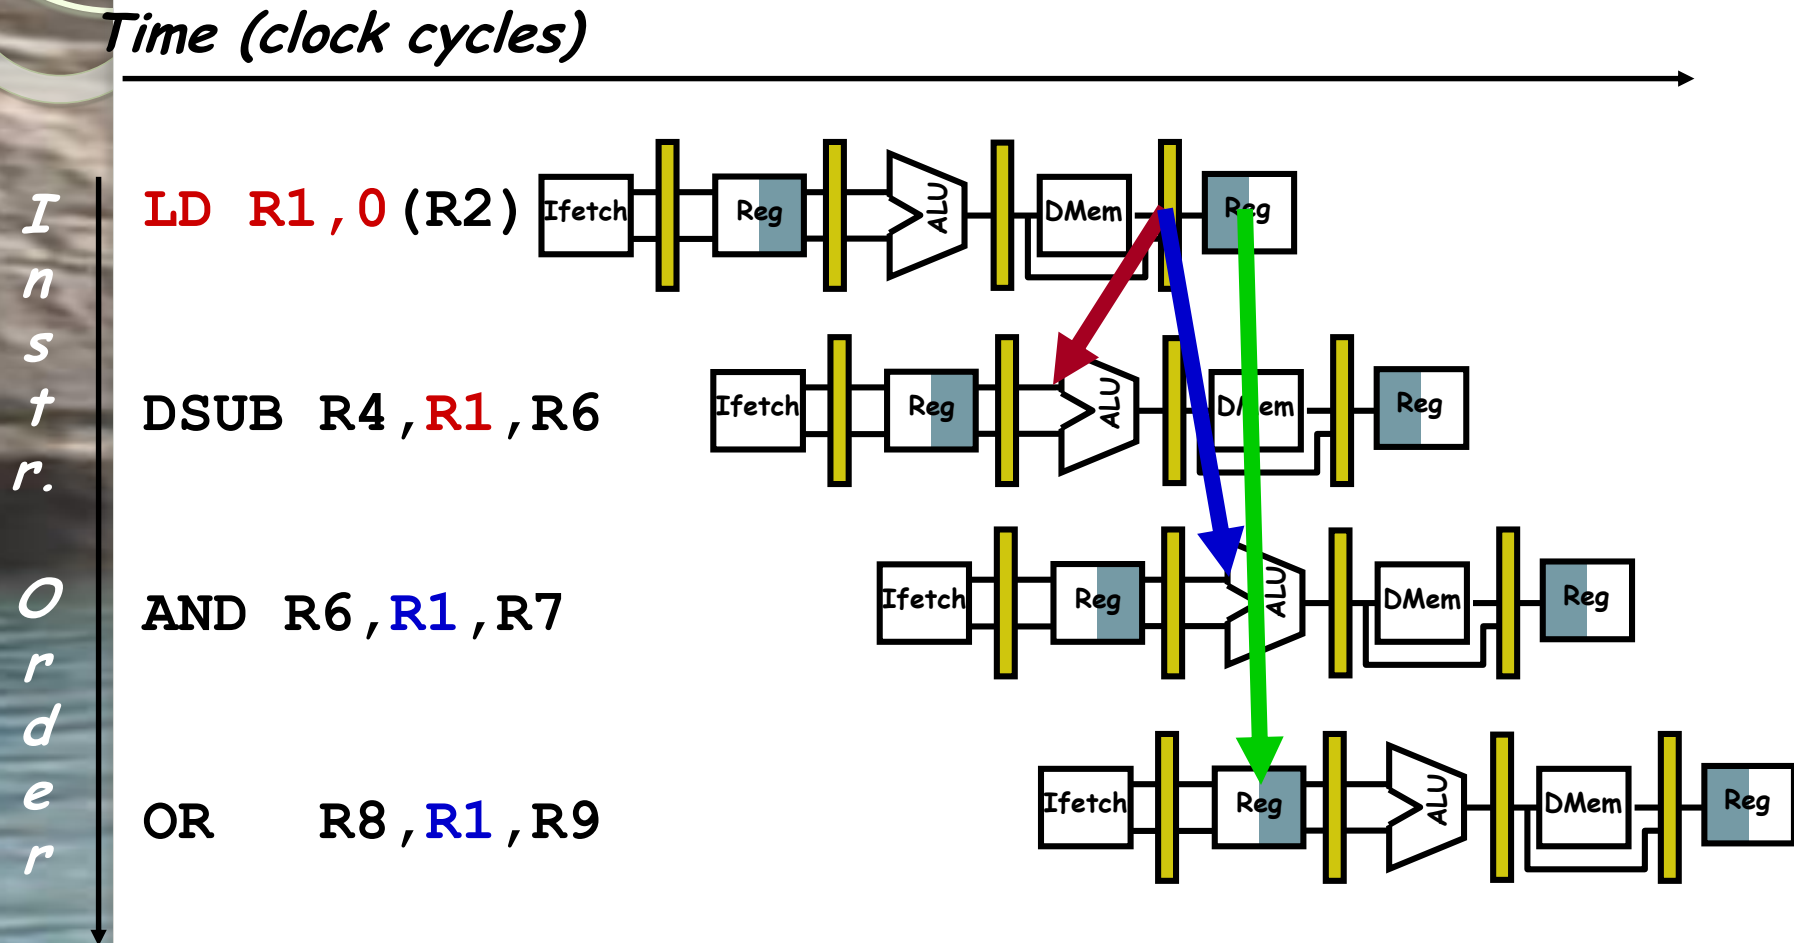 Time (clock cycles)
Instr. Order
LD R1,0(R2)
Ifetch Reg ALU DMem Reg
DSUB R4,R1,R6
Ifetch Reg ALU DMem Reg
AND R6,R1,R7
Ifetch Reg ALU DMem Reg
OR R8,R1,R9
Ifetch Reg ALU DMem Reg